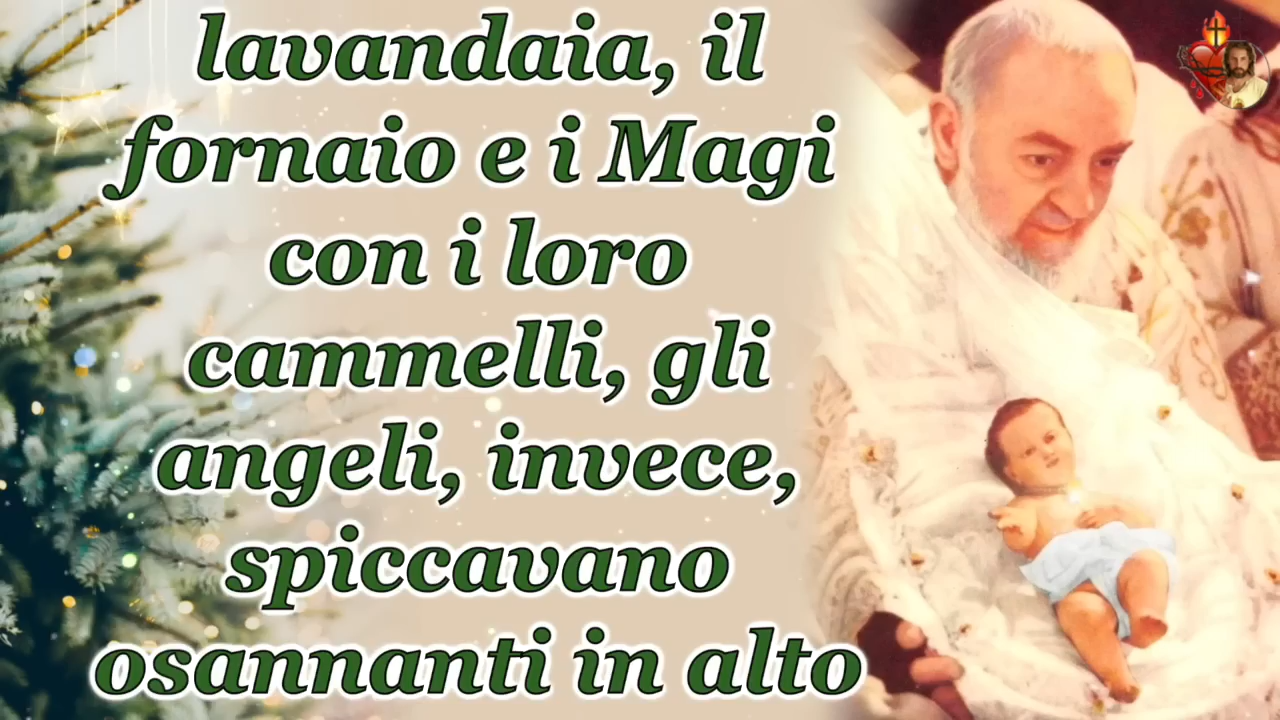 lavandaia, il
fornaio e i Magi
con i loro
cammelli, gli
angeli, invece,
spiccavano
osannanti in alto